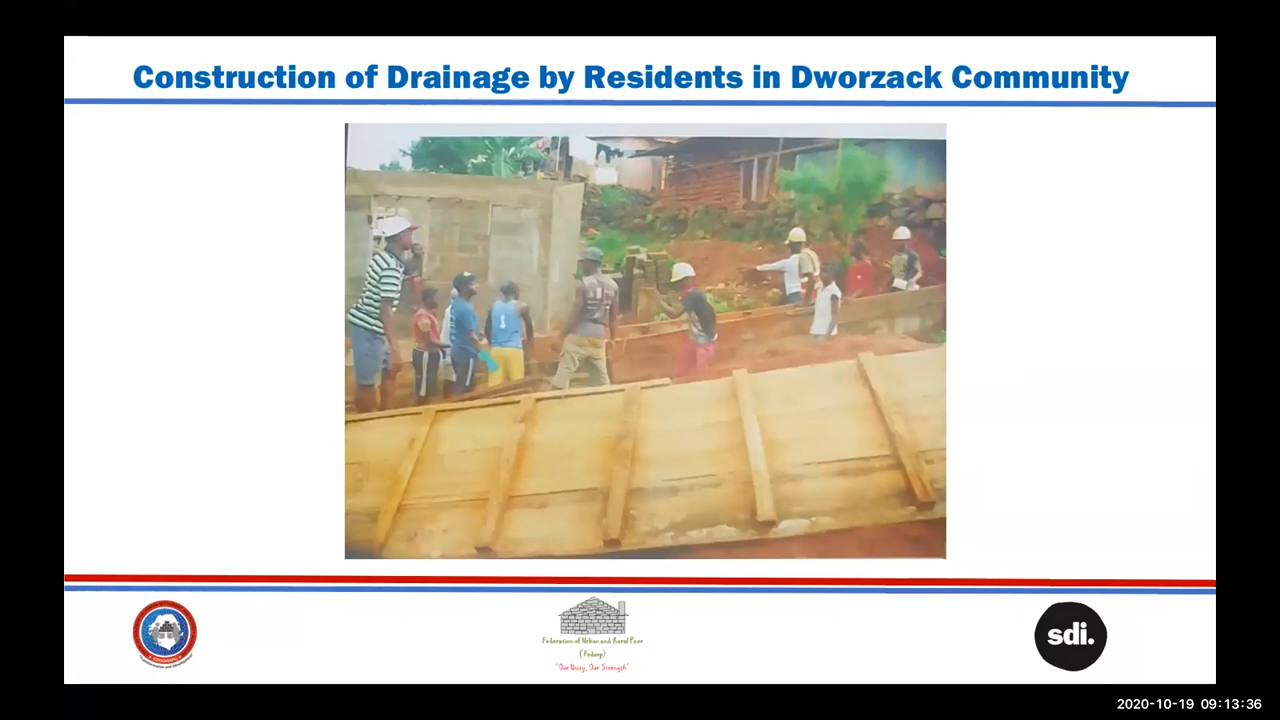 Construction of Drainage by Residents in Dworzack Community
Federation of Urban and Rural Poor
(Fedurp)
"Our Unity, Our Strength"
sdi.
2020-10-19 09:13:36